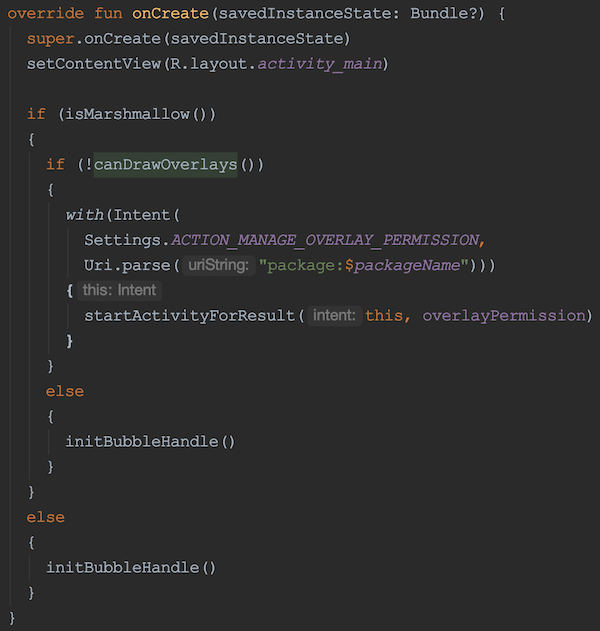 override fun onCreate(savedInstanceState: Bundle?) {
super.onCreate(savedInstanceState)
setContentView(R.layout.activity_main)
if (isMarshmallow())
{
if (!canDrawOverlays())
{
with(Intent(
Settings.ACTION_MANAGE_OVERLAY_PERMISSION,
Uri.parse( uriString: "package:$packageName")))
{ this: Intent
startActivityForResult( intent: this, overlayPermission)
}
}
else
{
initBubbleHandle()
}
}
else
{
initBubbleHandle()
}
}